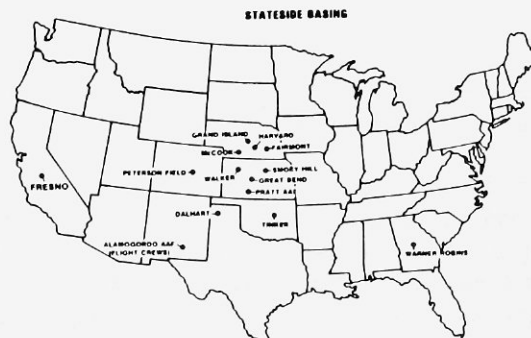 STATESIDE BASING
GRAND ISLAND
HARVARD
McCOOK
FAIRMONT
PETERSON FIELD
WALKER
SMOKY HILL
GREAT BEND
PRATT AAF
FRESNO
DALHART
TINKER
ALAMOGORDO AAF
(FLIGHT CREWS)
WARNER ROBINS